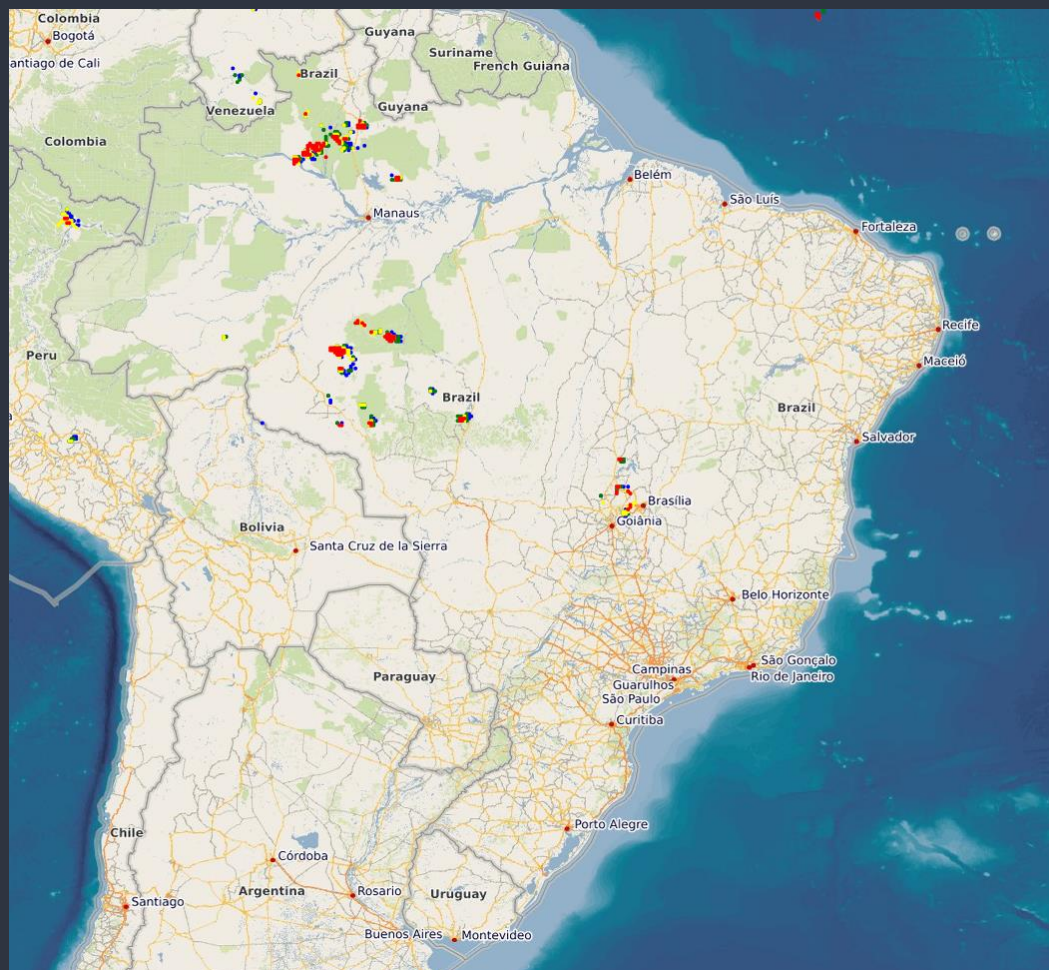 Colombia
Bogotá
antiago de Cali
Guyana
Suriname
French Guiana
Brazil
Venezuela
Guyana
Colombia
Belém
São Luís
Manaus
Fortaleza
Recife
Peru
Maceió
Brazil
Brazil
Salvador
Brasília
Goiânia
Bolivia
Santa Cruz de la Sierra
Belo Horizonte
São Gonçalo
Campinas
Rio de Janeiro
Paraguay
Guarulhos
São Paulo
Curitiba
Porto Alegre
Chile
Córdoba
Argentina
Rosario
Uruguay
Santiago
Buenos Aires
Montevideo